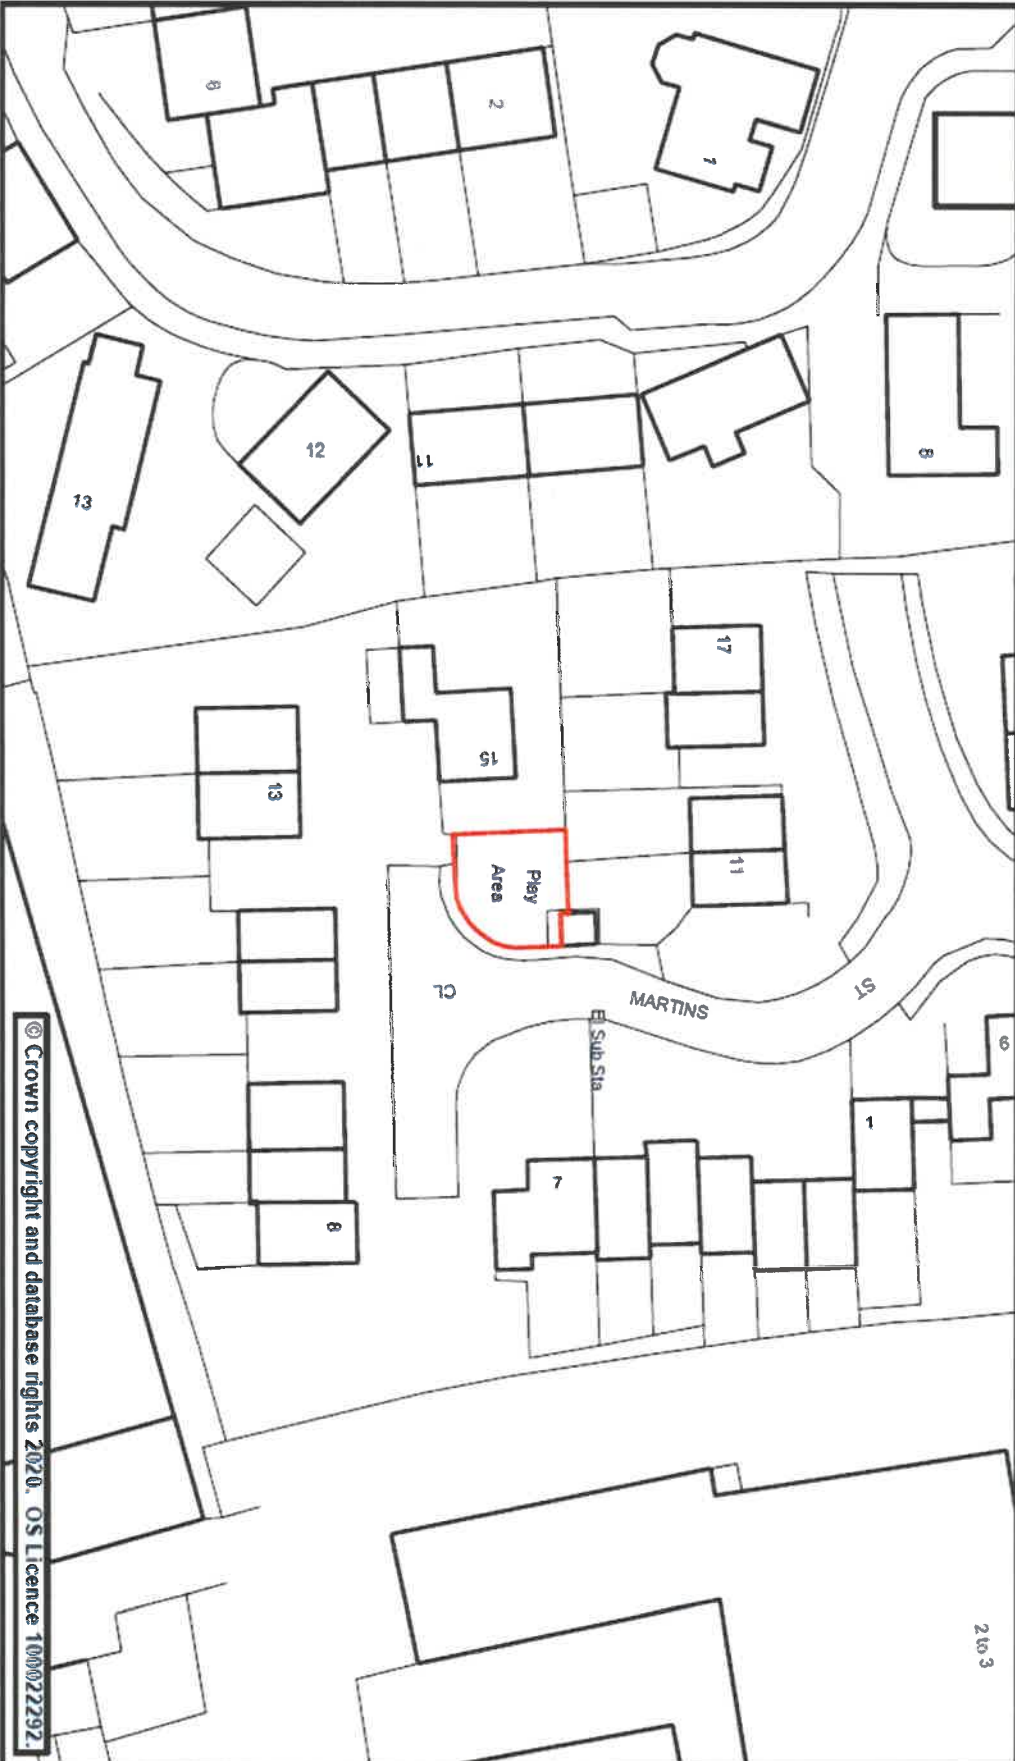 6
2
1
8
13
12
11
17
15
13
11
Play
Area
ST
MARTINS
CL
El Sub Sta
6
1
7
8
2 to 3
© Crown copyright and database rights 2020. OS Licence 100022292.